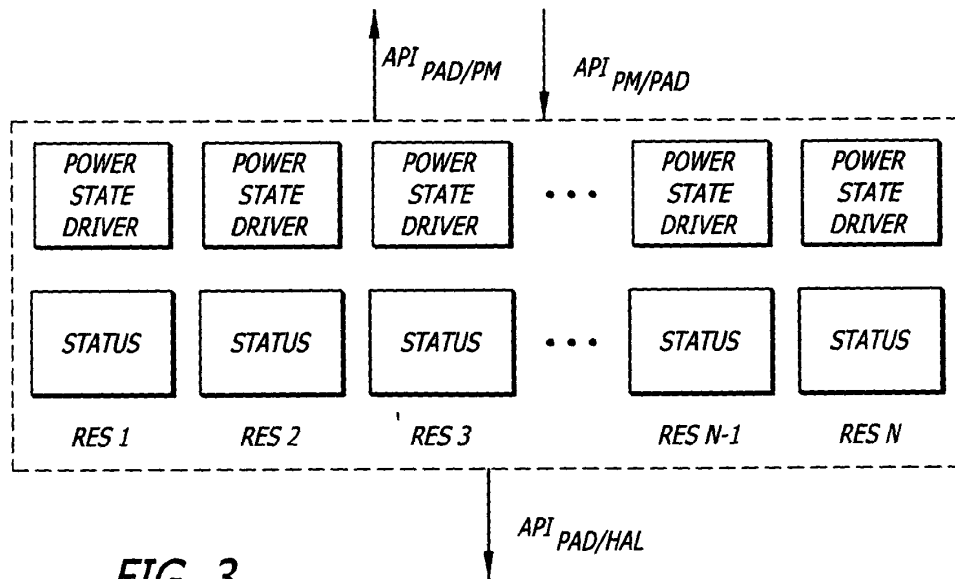 API PAD/PM
API PM/PAD
POWER STATE DRIVER
POWER STATE DRIVER
POWER STATE DRIVER
• • •
POWER STATE DRIVER
POWER STATE DRIVER
STATUS
STATUS
STATUS
• • •
STATUS
STATUS
RES 1
RES 2
RES 3
RES N-1
RES N
API PAD/HAL
FIG. 3